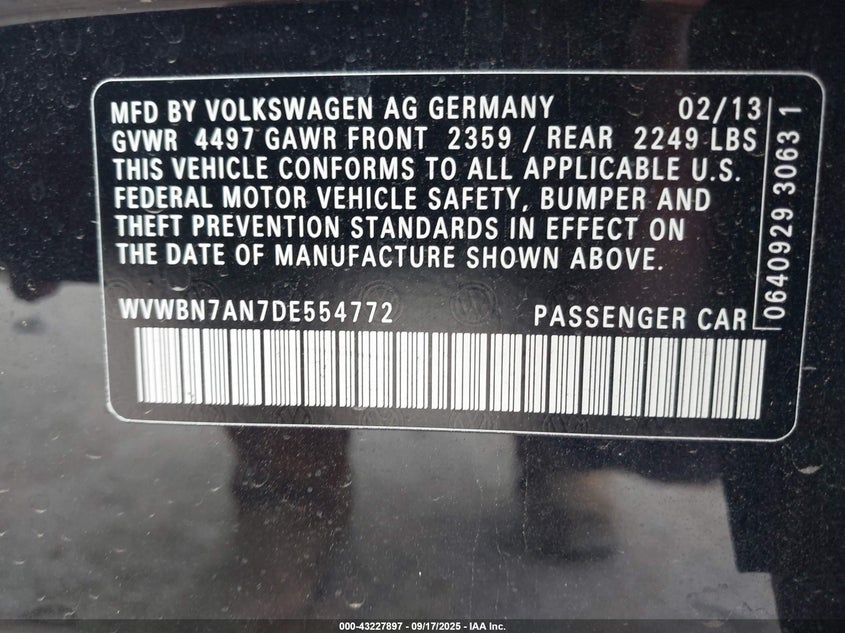 MFD BY VOLKSWAGEN AG GERMANY 02/13
GVWR 4497 GAWR FRONT 2359 / REAR 2249 LBS
THIS VEHICLE CONFORMS TO ALL APPLICABLE U.S.
FEDERAL MOTOR VEHICLE SAFETY, BUMPER AND
THEFT PREVENTION STANDARDS IN EFFECT ON
THE DATE OF MANUFACTURE SHOWN ABOVE.
WVWBN7AN7DE554772 PASSENGER CAR
0640929 3063 1
000-43227897 - 09/17/2025 - IAA Inc.